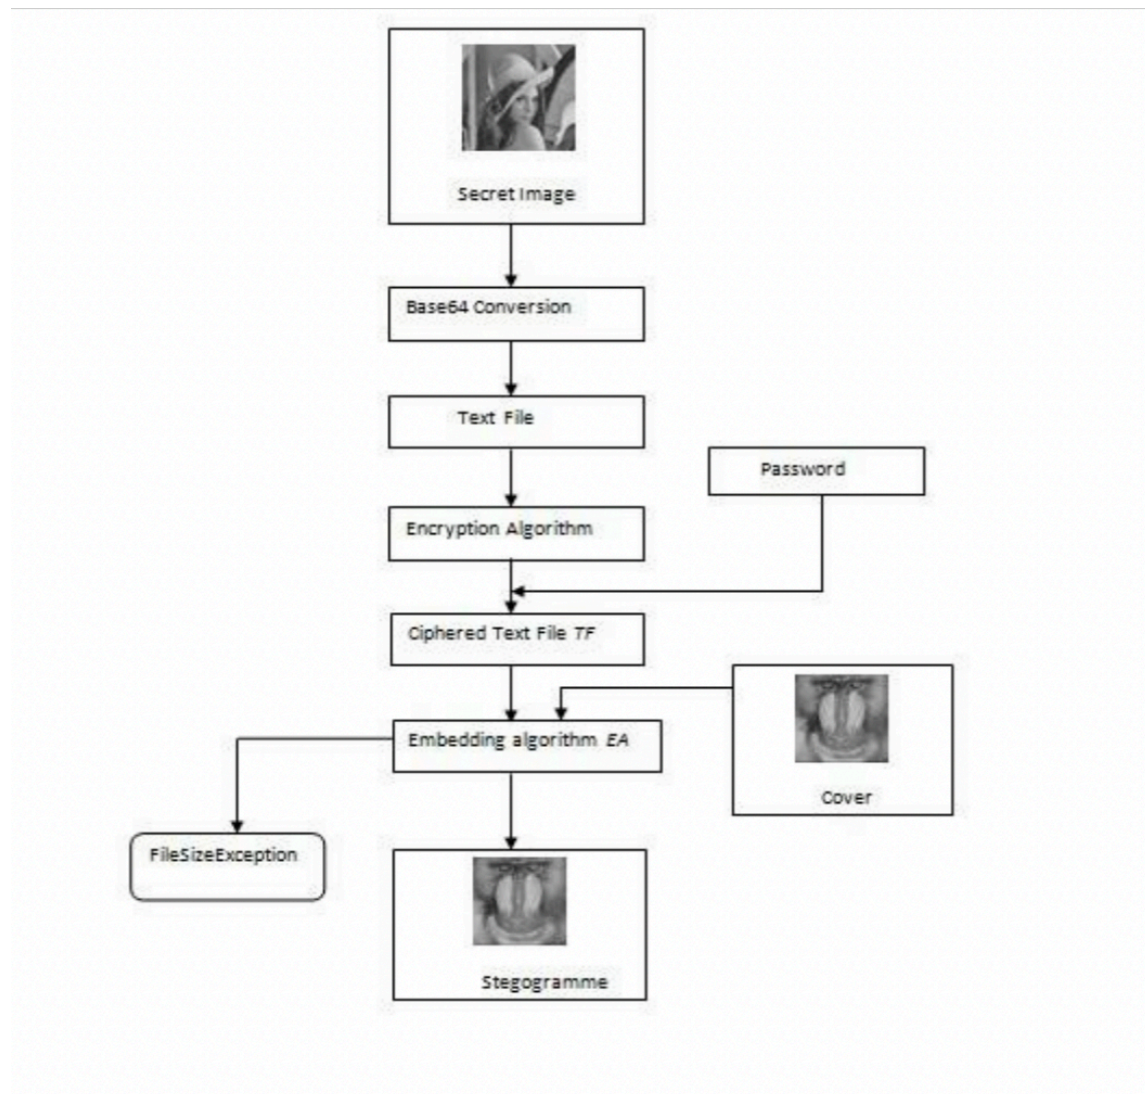 Secret Image
Base64 Conversion
Text File
Password
Encryption Algorithm
Ciphered Text File TF
Embedding algorithm EA
Cover
FileSizeException
Stegogramme